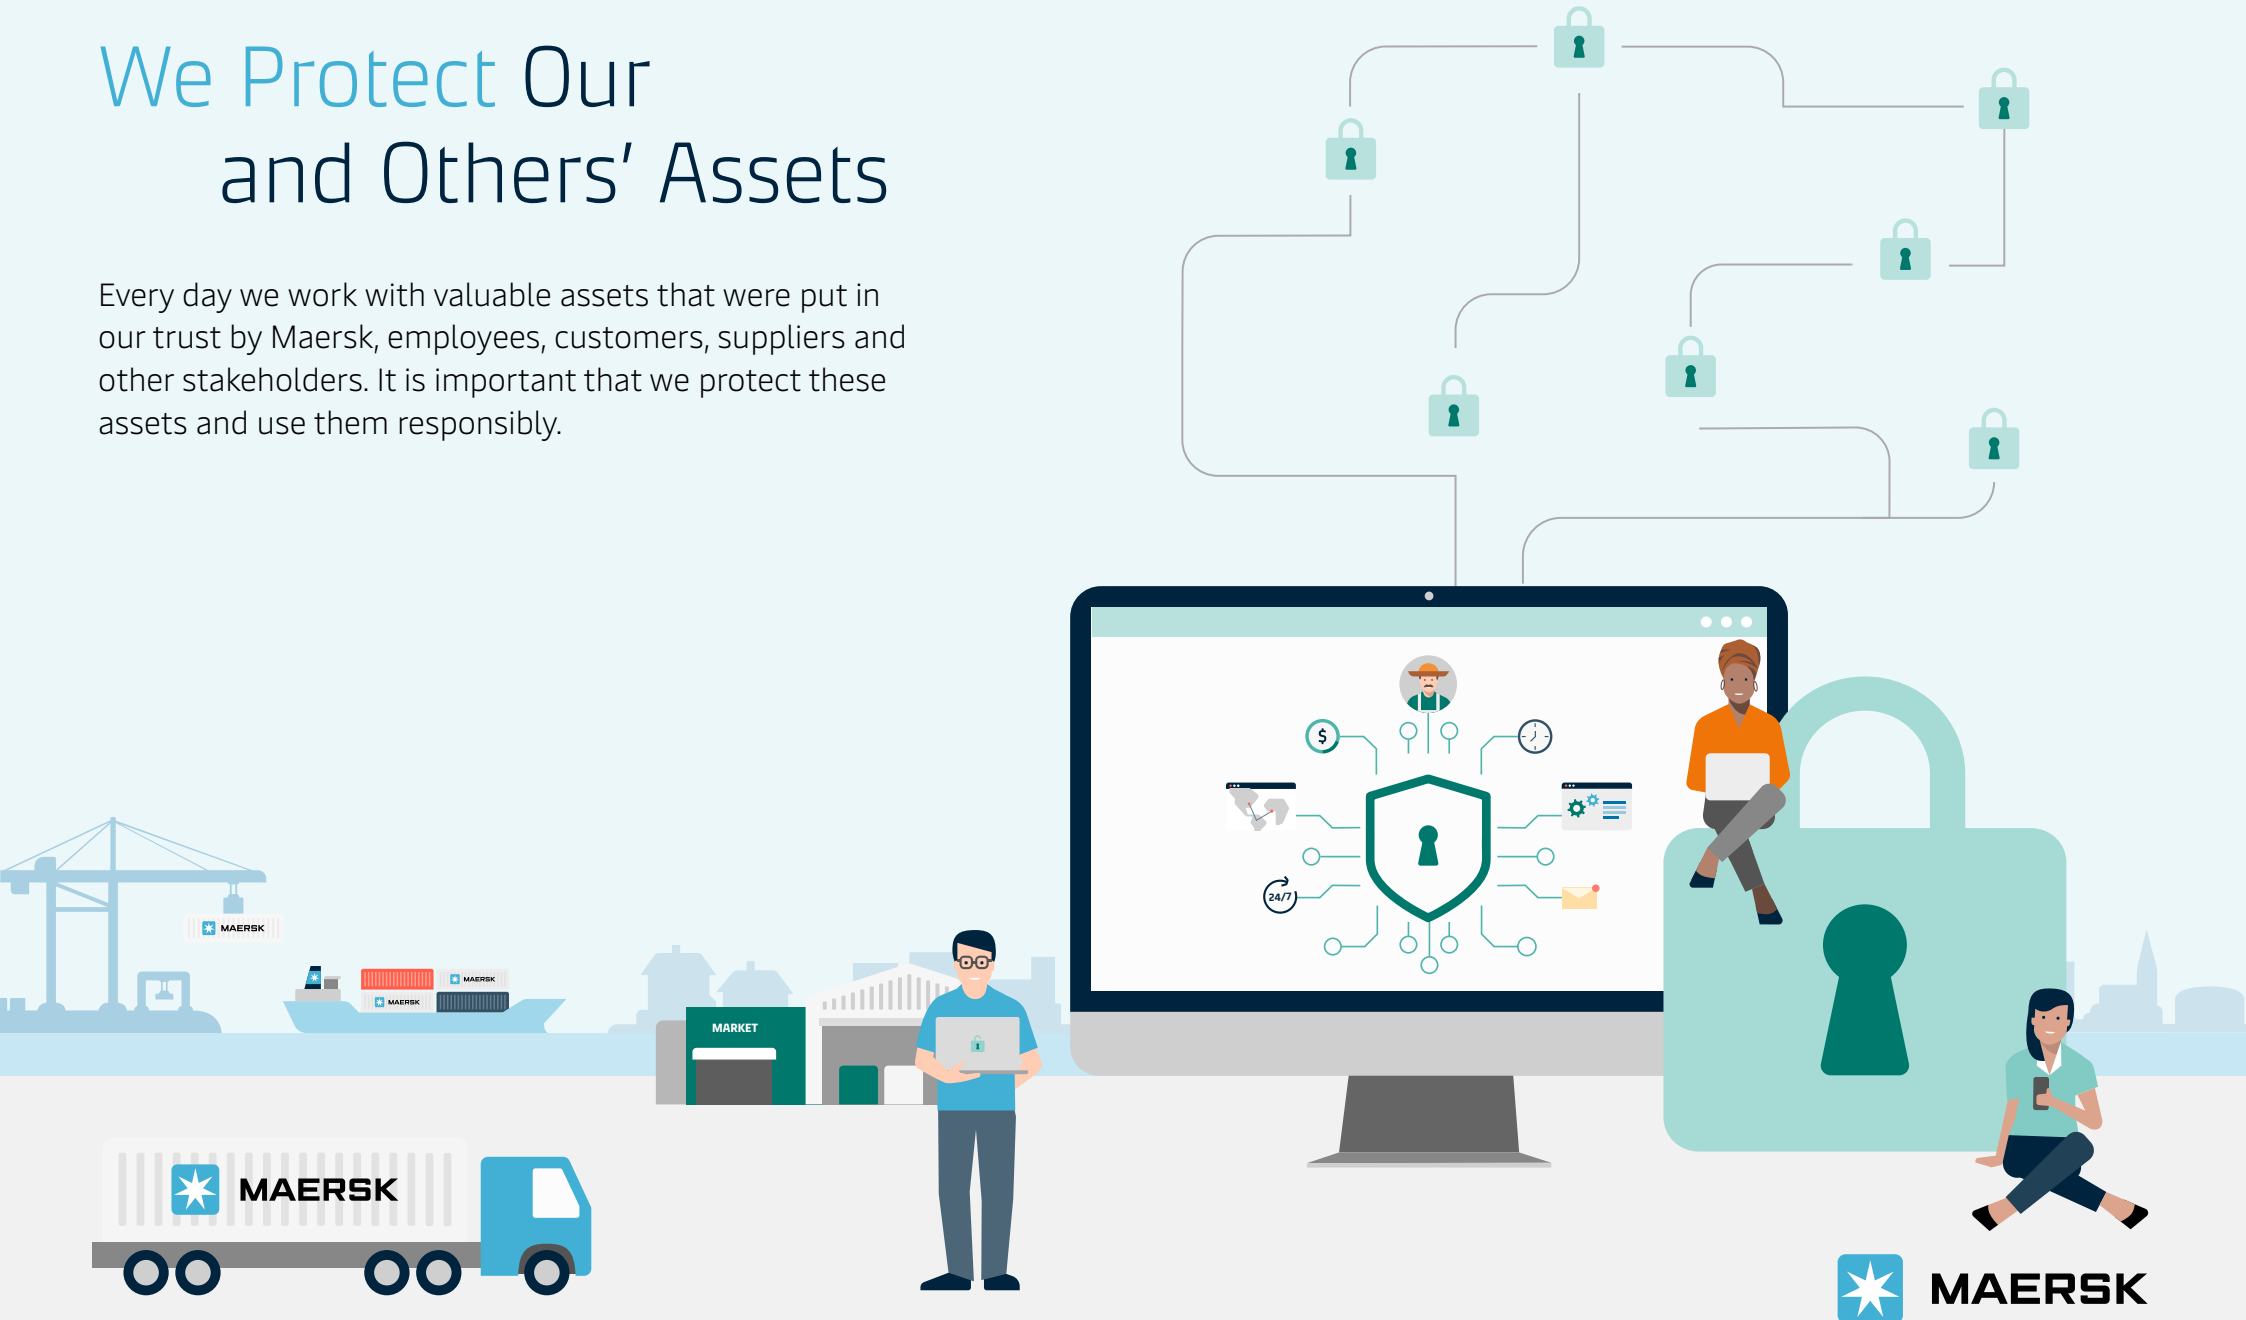 We Protect Our
and Others’ Assets
Every day we work with valuable assets that were put in
our trust by Maersk, employees, customers, suppliers and
other stakeholders. It is important that we protect these
assets and use them responsibly.
$
24/7
MAERSK
MAERSK
MAERSK
MARKET
MAERSK
MAERSK